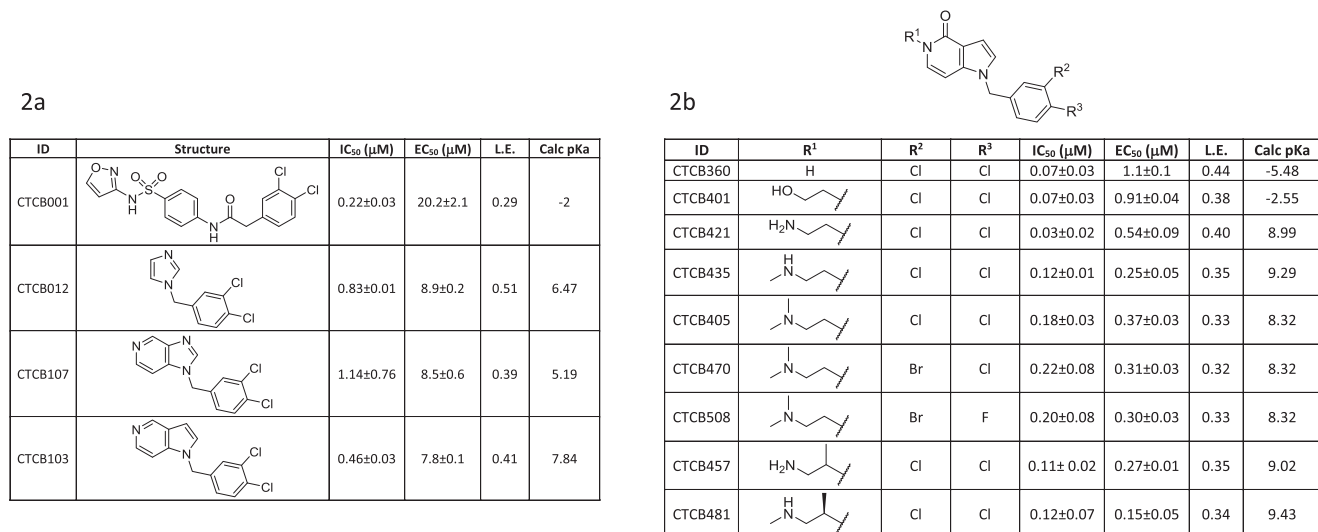 2a
ID Structure IC₅₀ (µM) EC₅₀ (µM) L.E. Calc pKa
CTCB001 O N NH S O O N H O Cl Cl 0.22±0.03 20.2±2.1 0.29 -2
CTCB012 N N Cl Cl 0.83±0.01 8.9±0.2 0.51 6.47
CTCB107 N N N Cl Cl 1.14±0.76 8.5±0.6 0.39 5.19
CTCB103 N N Cl Cl 0.46±0.03 7.8±0.1 0.41 7.84
2b
R¹ N O N R² R³
ID R¹ R² R³ IC₅₀ (µM) EC₅₀ (µM) L.E. Calc pKa
CTCB360 H Cl Cl 0.07±0.03 1.1±0.1 0.44 -5.48
CTCB401 HO Cl Cl 0.07±0.03 0.91±0.04 0.38 -2.55
CTCB421 H₂N Cl Cl 0.03±0.02 0.54±0.09 0.40 8.99
CTCB435 H N Cl Cl 0.12±0.01 0.25±0.05 0.35 9.29
CTCB405 N Cl Cl 0.18±0.03 0.37±0.03 0.33 8.32
CTCB470 N Br Cl 0.22±0.08 0.31±0.03 0.32 8.32
CTCB508 N Br F 0.20±0.08 0.30±0.03 0.33 8.32
CTCB457 H₂N Cl Cl 0.11± 0.02 0.27±0.01 0.35 9.02
CTCB481 H N Cl Cl 0.12±0.07 0.15±0.05 0.34 9.43